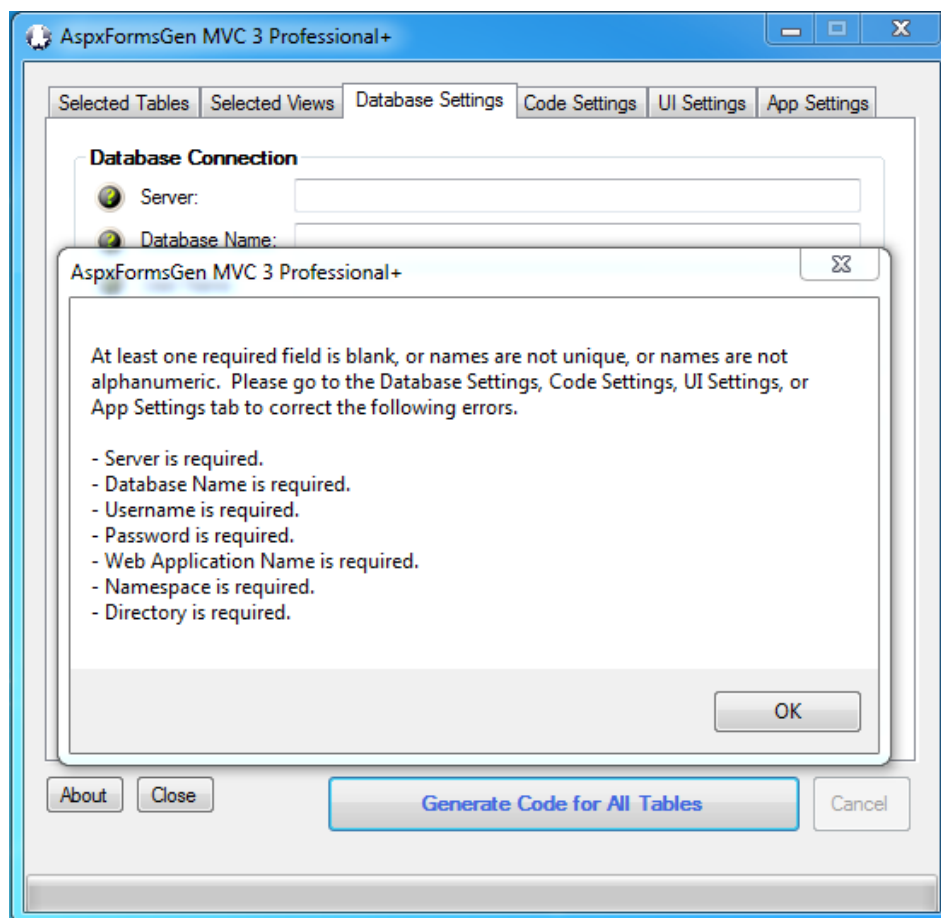 AspxFormsGen MVC 3 Professional+
Selected Tables Selected Views Database Settings Code Settings UI Settings App Settings
Database Connection
Server:
Database Name:
AspxFormsGen MVC 3 Professional+
At least one required field is blank, or names are not unique, or names are not
alphanumeric.  Please go to the Database Settings, Code Settings, UI Settings, or
App Settings tab to correct the following errors.
- Server is required.
- Database Name is required.
- Username is required.
- Password is required.
- Web Application Name is required.
- Namespace is required.
- Directory is required.
OK
About Close Generate Code for All Tables Cancel